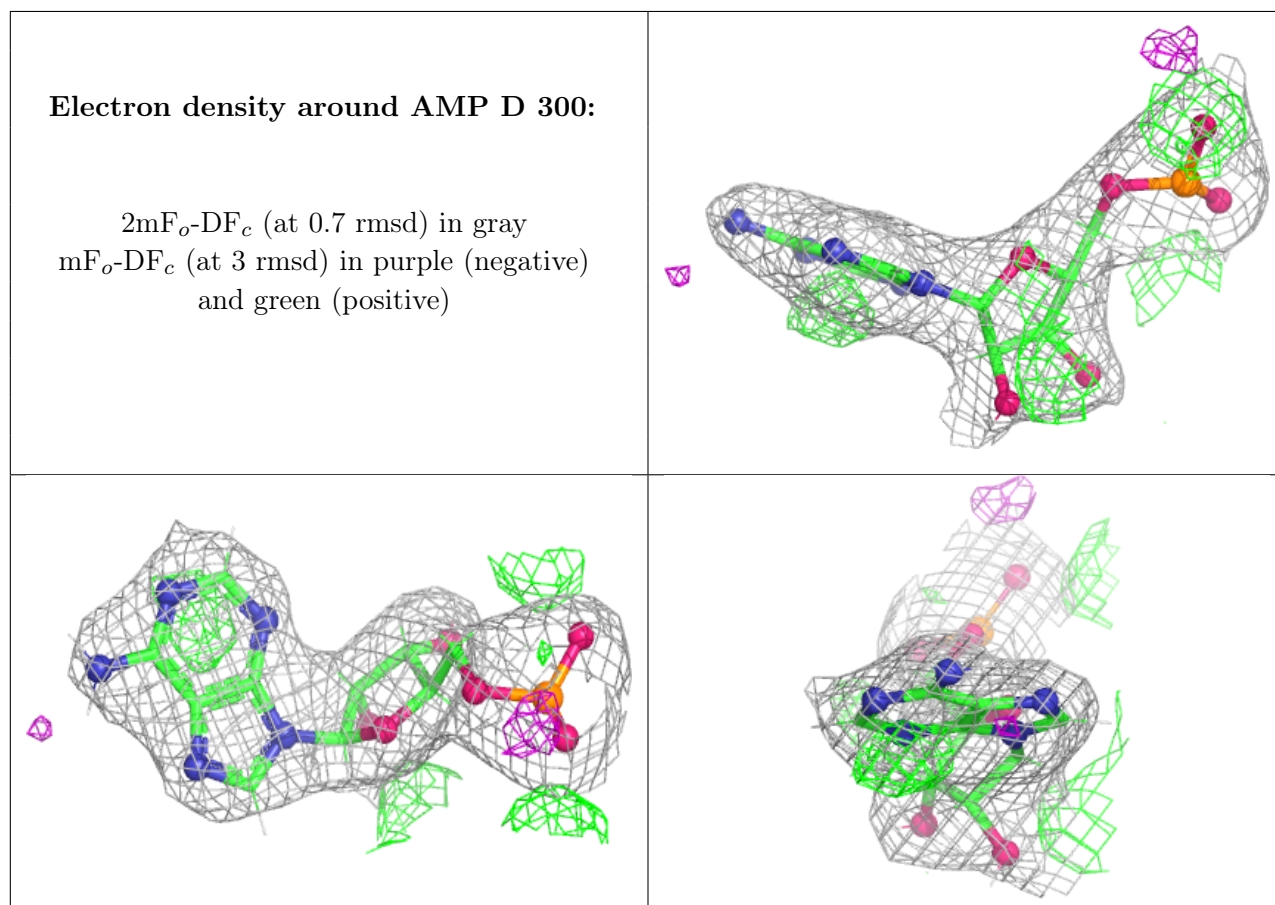 Electron density around AMP D 300:
2mFo-DFc (at 0.7 rmsd) in gray
mFo-DFc (at 3 rmsd) in purple (negative)
and green (positive)